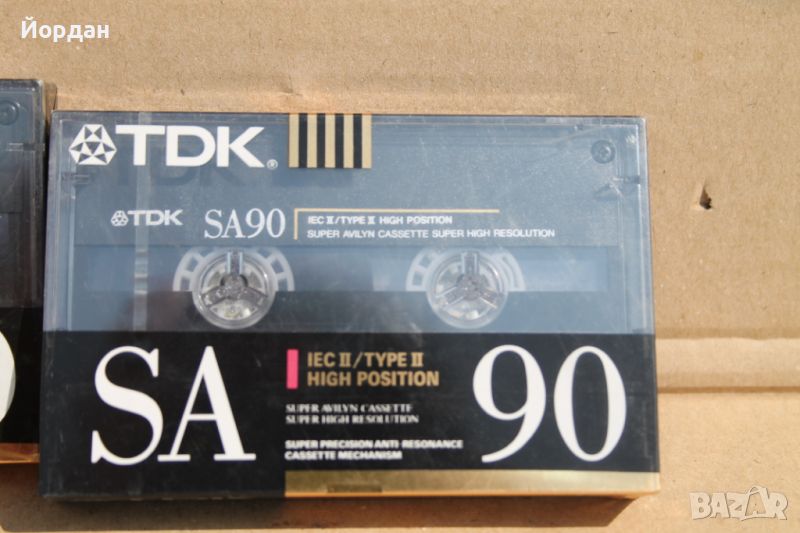 Йордан
TDK®
TDK SA90 IEC II/TYPE II HIGH POSITION
SUPER AVILYN CASSETTE SUPER HIGH RESOLUTION
SA 90
IEC II/TYPE II
HIGH POSITION
SUPER AVILYN CASSETTE
SUPER HIGH RESOLUTION
SUPER PRECISION ANTI-RESONANCE
CASSETTE MECHANISM
BAZAR